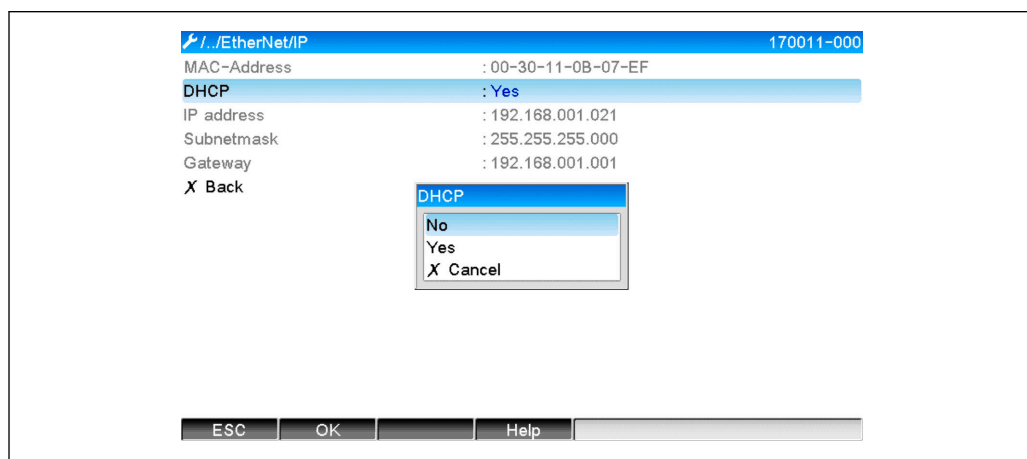 /../EtherNet/IP 170011-000
MAC-Address : 00-30-11-0B-07-EF
DHCP : Yes
IP address : 192.168.001.021
Subnetmask : 255.255.255.000
Gateway : 192.168.001.001
X Back
DHCP
No
Yes
X Cancel
ESC OK Help